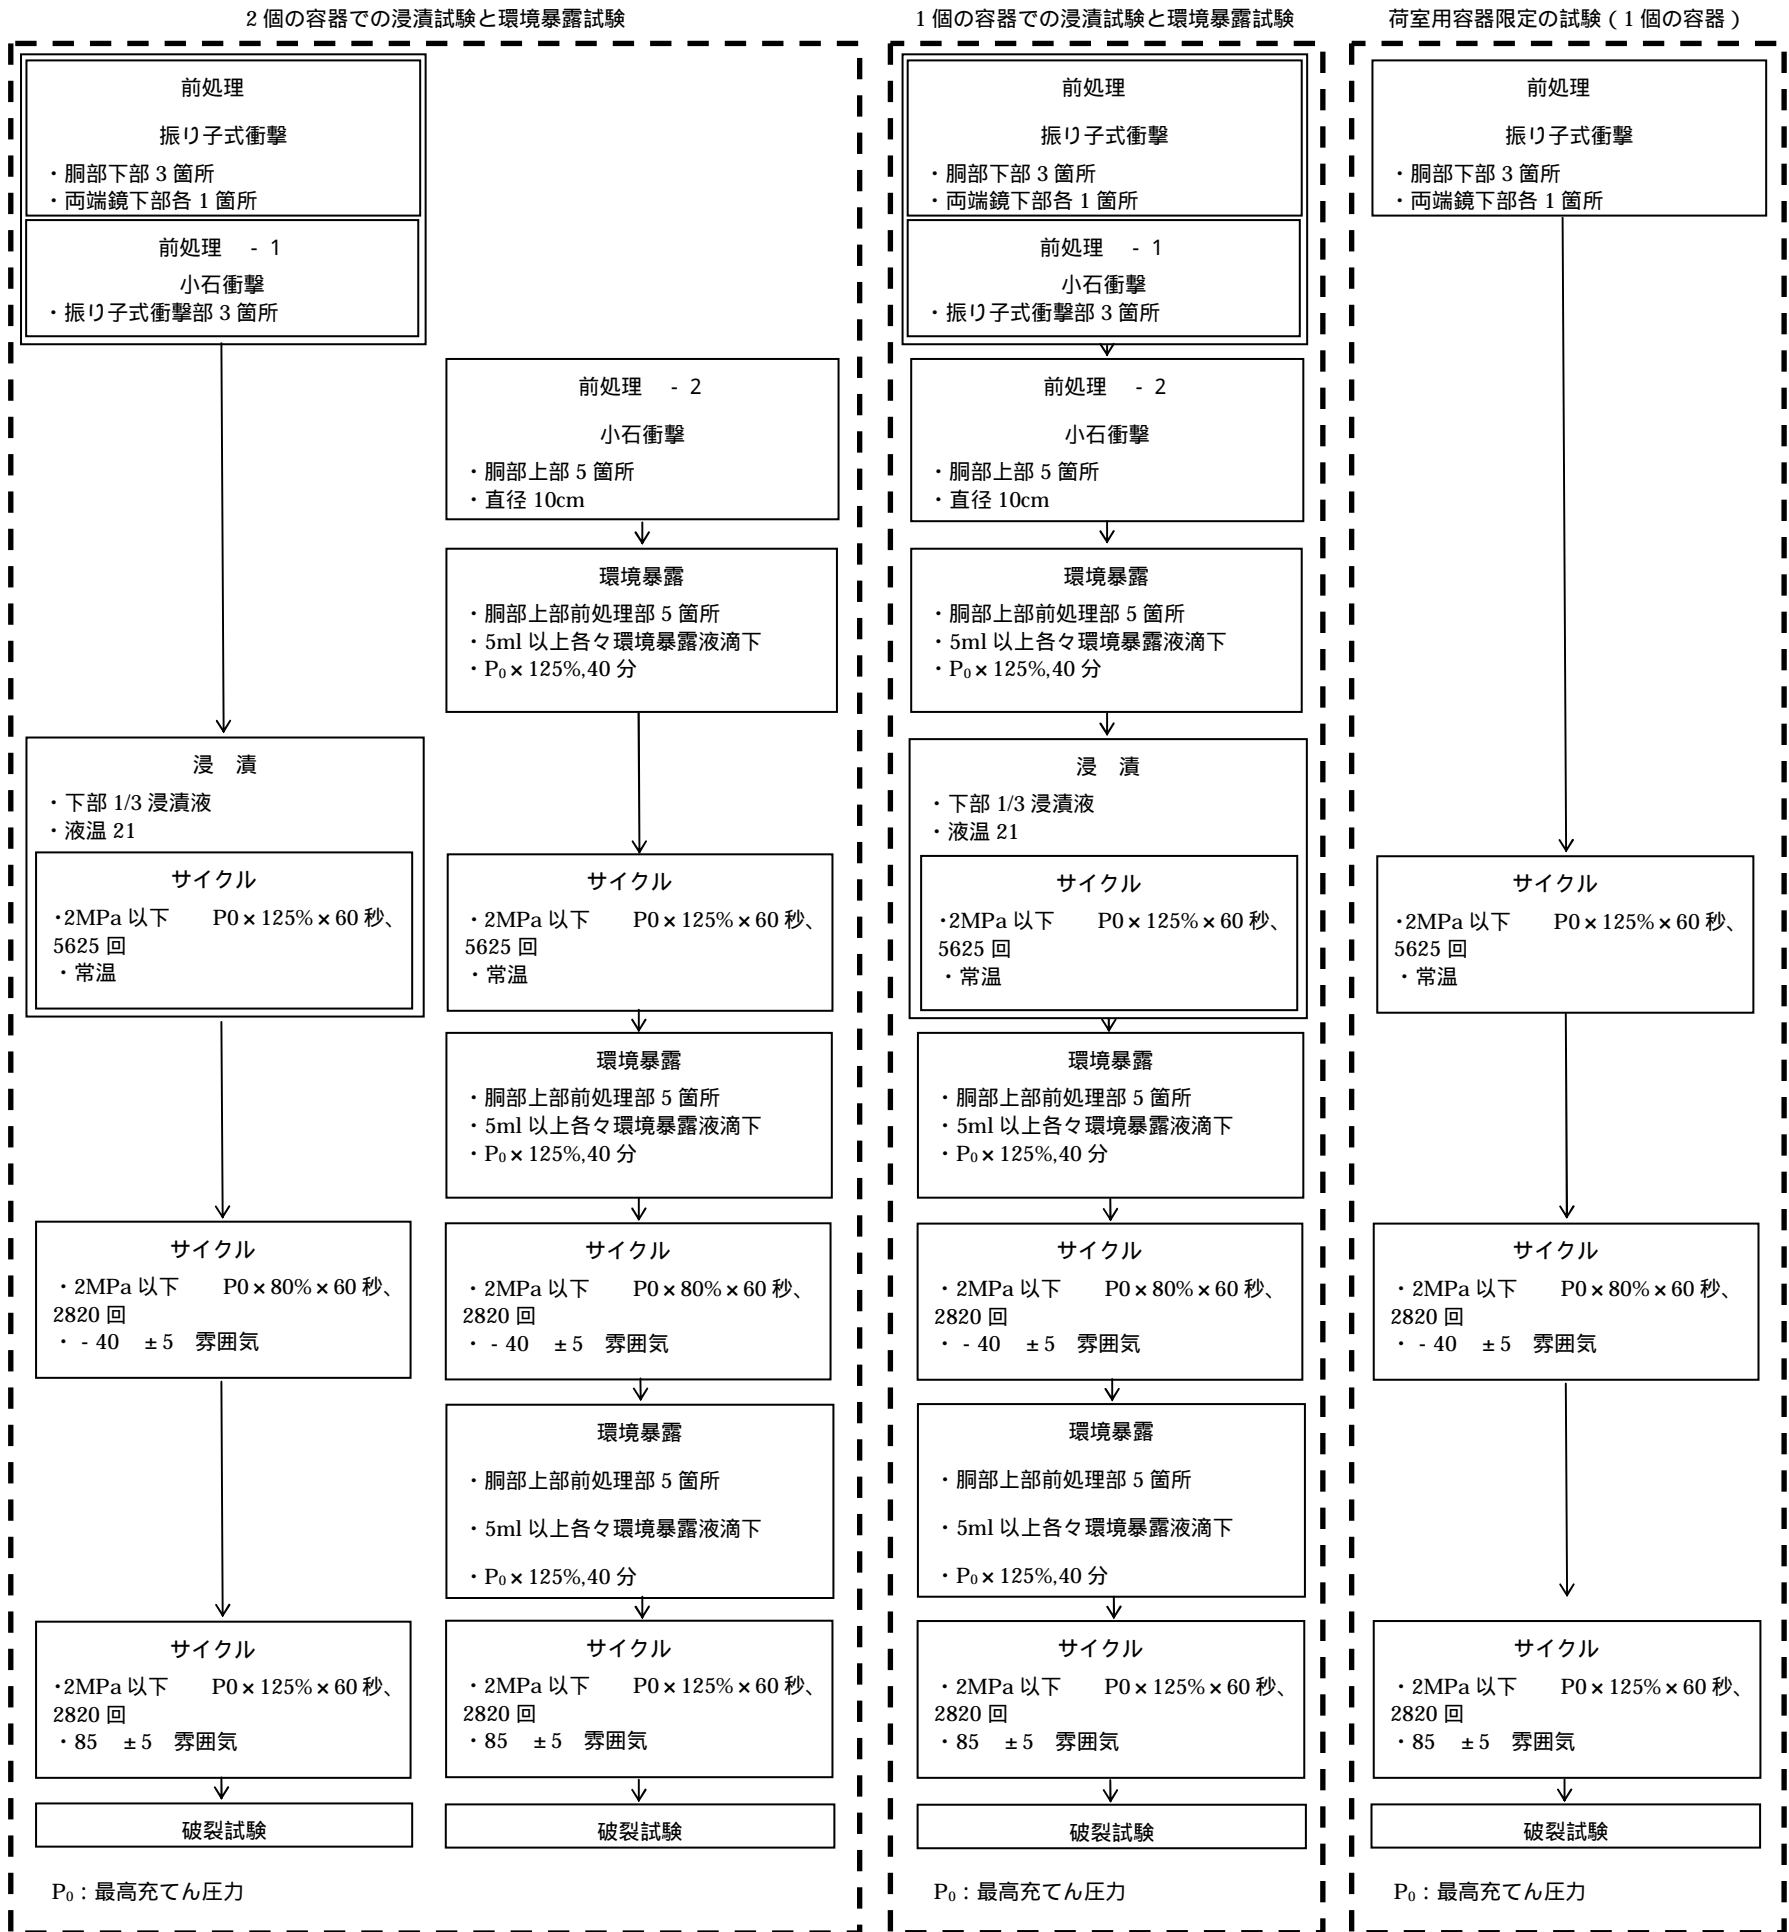 2 個の容器での浸漬試験と環境暴露試験
前処理
振り子式衝撃
・胴部下部 3 箇所
・両端鏡下部各 1 箇所
前処理　- 1
小石衝撃
・振り子式衝撃部 3 箇所
浸　漬
・下部 1/3 浸漬液
・液温 21
サイクル
・2MPa 以下　　P0×125%×60 秒、
5625 回
・常温
サイクル
・2MPa 以下　　P0×80%×60 秒、
2820 回
・ - 40　±5　雰囲気
サイクル
・2MPa 以下　　P0×125%×60 秒、
2820 回
・85　±5　雰囲気
破裂試験
前処理　- 2
小石衝撃
・胴部上部 5 箇所
・直径 10cm
環境暴露
・胴部上部前処理部 5 箇所
・5ml 以上各々環境暴露液滴下
・P₀×125%,40 分
サイクル
・2MPa 以下　　P0×125%×60 秒、
5625 回
・常温
環境暴露
・胴部上部前処理部 5 箇所
・5ml 以上各々環境暴露液滴下
・P₀×125%,40 分
サイクル
・2MPa 以下　　P0×80%×60 秒、
2820 回
・ - 40　±5　雰囲気
環境暴露
・胴部上部前処理部 5 箇所
・5ml 以上各々環境暴露液滴下
・P₀×125%,40 分
サイクル
・2MPa 以下　　P0×125%×60 秒、
2820 回
・85　±5　雰囲気
破裂試験
P₀：最高充てん圧力
1 個の容器での浸漬試験と環境暴露試験
前処理
振り子式衝撃
・胴部下部 3 箇所
・両端鏡下部各 1 箇所
前処理　- 1
小石衝撃
・振り子式衝撃部 3 箇所
前処理　- 2
小石衝撃
・胴部上部 5 箇所
・直径 10cm
環境暴露
・胴部上部前処理部 5 箇所
・5ml 以上各々環境暴露液滴下
・P₀×125%,40 分
浸　漬
・下部 1/3 浸漬液
・液温 21
サイクル
・2MPa 以下　　P0×125%×60 秒、
5625 回
・常温
環境暴露
・胴部上部前処理部 5 箇所
・5ml 以上各々環境暴露液滴下
・P₀×125%,40 分
サイクル
・2MPa 以下　　P0×80%×60 秒、
2820 回
・ - 40　±5　雰囲気
環境暴露
・胴部上部前処理部 5 箇所
・5ml 以上各々環境暴露液滴下
・P₀×125%,40 分
サイクル
・2MPa 以下　　P0×125%×60 秒、
2820 回
・85　±5　雰囲気
破裂試験
P₀：最高充てん圧力
荷室用容器限定の試験 ( 1 個の容器 )
前処理
振り子式衝撃
・胴部下部 3 箇所
・両端鏡下部各 1 箇所
サイクル
・2MPa 以下　　P0×125%×60 秒、
5625 回
・常温
サイクル
・2MPa 以下　　P0×80%×60 秒、
2820 回
・ - 40　±5　雰囲気
サイクル
・2MPa 以下　　P0×125%×60 秒、
2820 回
・85　±5　雰囲気
破裂試験
P₀：最高充てん圧力